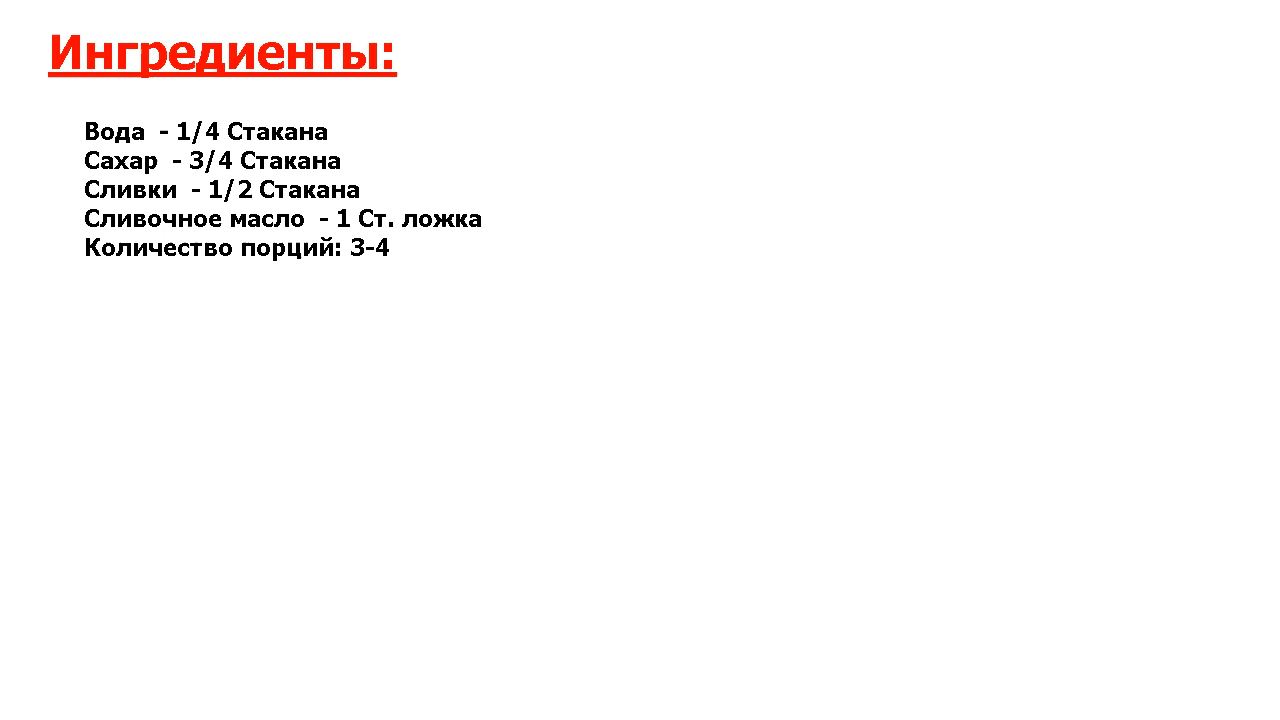 Ингредиенты:
Вода  - 1/4 Стакана
Сахар  - 3/4 Стакана
Сливки  - 1/2 Стакана
Сливочное масло  - 1 Ст. ложка
Количество порций: 3-4